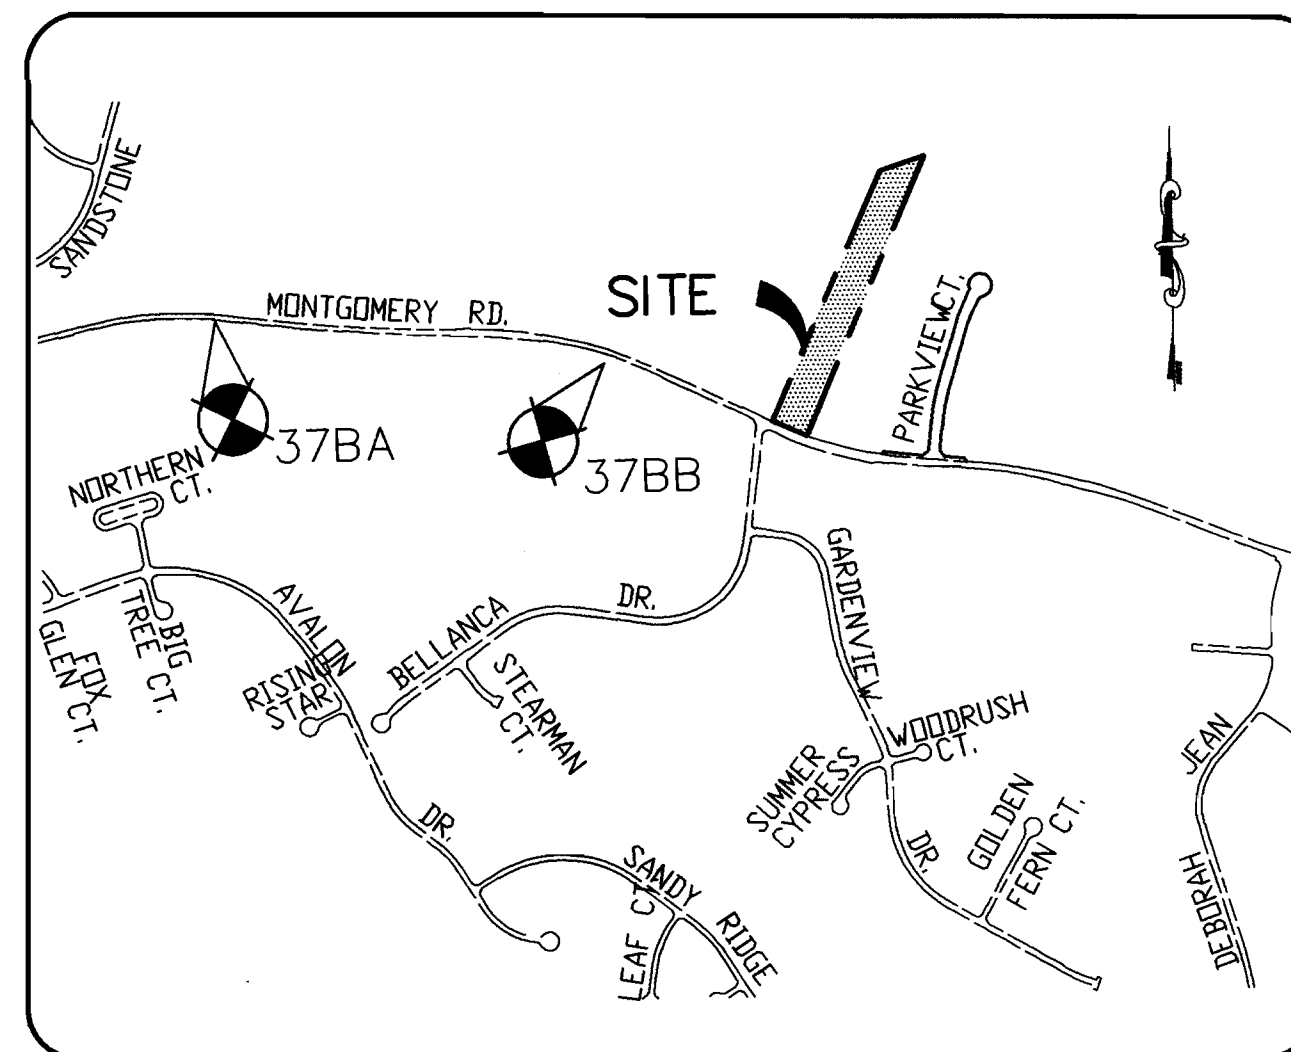 SANDSTONE
MONTGOMERY RD.
SITE
PARKVIEW CT.
37BA
37BB
NORTHERN
CT.
GARDENVIEW
AVALON
BELLANCA
DR.
BIG
TREE CT.
FOX
GLEN CT.
RISING
STAR
STEARMAN
CT.
WOODRUSH
CT.
SUMMER
CYPRESS
JEAN
DR.
DR.
GOLDEN
FERN CT.
SANDY RIDGE
LEAF CT.
DEBORAH